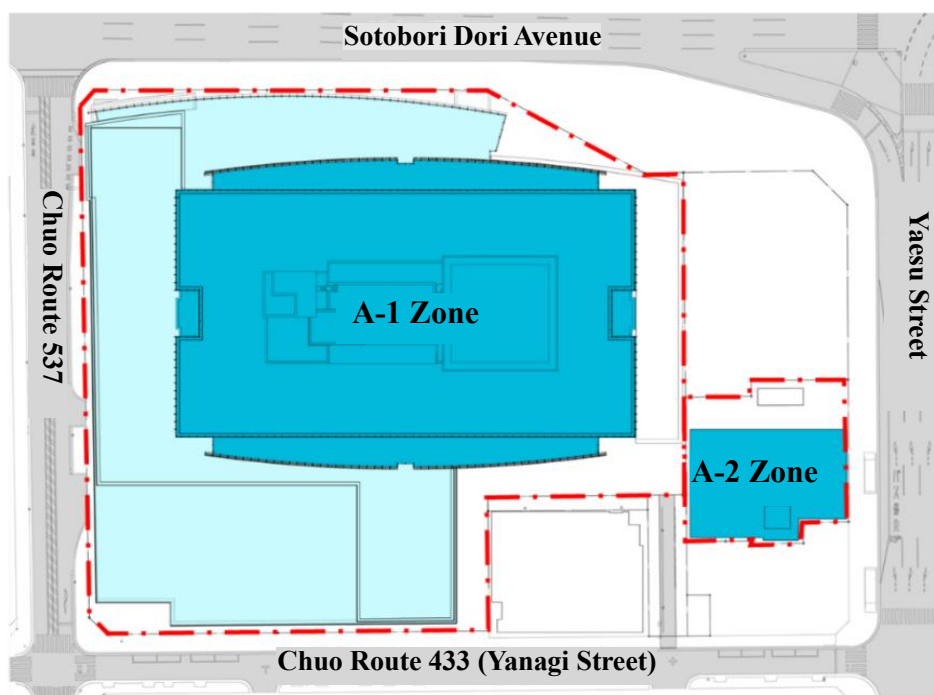 Sotobori Dori Avenue
Chuo Route 537
Yaesu Street
A-1 Zone
A-2 Zone
Chuo Route 433 (Yanagi Street)